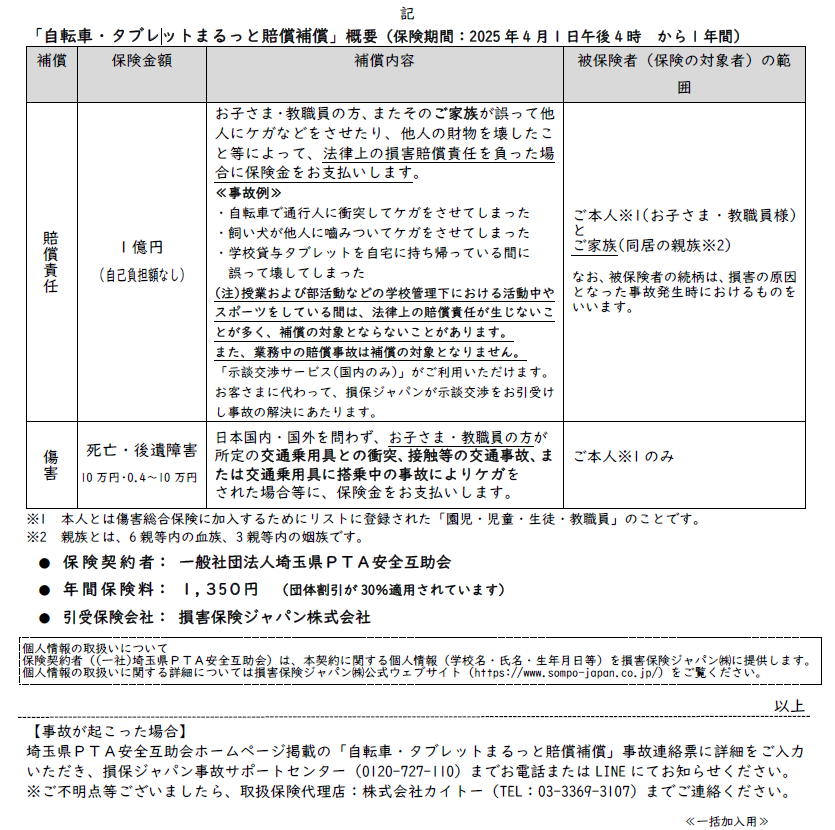 記
「自転車・タブレットまるっと賠償補償」概要（保険期間：2025年4月1日午後4時　から1年間）
補償
保険金額
補償内容
被保険者（保険の対象者）の範
囲
賠償責任
1億円
（自己負担額なし）
お子さま・教職員の方、またそのご家族が誤って他
人にケガなどをさせたり、他人の財物を壊したこ
と等によって、法律上の損害賠償責任を負った場
合に保険金をお支払いします。
≪事故例≫
・自転車で通行人に衝突してケガをさせてしまった
・飼い犬が他人に嚙みついてケガをさせてしまった
・学校貸与タブレットを自宅に持ち帰っている間に
誤って壊してしまった
(注)授業および部活動などの学校管理下における活動中や
スポーツをしている間は、法律上の賠償責任が生じないこ
とが多く、補償の対象とならないことがあります。
また、業務中の賠償事故は補償の対象となりません。
「示談交渉サービス(国内のみ)」がご利用いただけます。
お客さまに代わって、損保ジャパンが示談交渉をお引受け
し事故の解決にあたります。
ご本人※1(お子さま・教職員様)
と
ご家族(同居の親族※2)
なお、被保険者の続柄は、損害の原因
となった事故発生時におけるものを
いいます。
傷害
死亡・後遺障害
10万円・0.4～10万円
日本国内・国外を問わず、お子さま・教職員の方が
所定の交通乗用具との衝突、接触等の交通事故、ま
たは交通乗用具に搭乗中の事故によりケガを
された場合等に、保険金をお支払いします。
ご本人※1のみ
※1　本人とは傷害総合保険に加入するためにリストに登録された「園児・児童・生徒・教職員」のことです。
※2　親族とは、6親等内の血族、3親等内の姻族です。
● 保険契約者： 一般社団法人埼玉県ＰＴＡ安全互助会
● 年間保険料： 1,350円　（団体割引が30%適用されています）
● 引受保険会社： 損害保険ジャパン株式会社
個人情報の取扱いについて
保険契約者（(一社)埼玉県ＰＴＡ安全互助会）は、本契約に関する個人情報（学校名・氏名・生年月日等）を損害保険ジャパン㈱に提供します。
個人情報の取扱いに関する詳細については損害保険ジャパン㈱公式ウェブサイト（https://www.sompo-japan.co.jp/）をご覧ください。
以上
【事故が起こった場合】
埼玉県ＰＴＡ安全互助会ホームページ掲載の「自転車・タブレットまるっと賠償補償」事故連絡票に詳細をご入力
いただき、損保ジャパン事故サポートセンター（0120-727-110）までお電話またはLINEにてお知らせください。
※ご不明点等ございましたら、取扱保険代理店：株式会社カイトー（TEL：03-3369-3107）までご連絡ください。
≪一括加入用≫